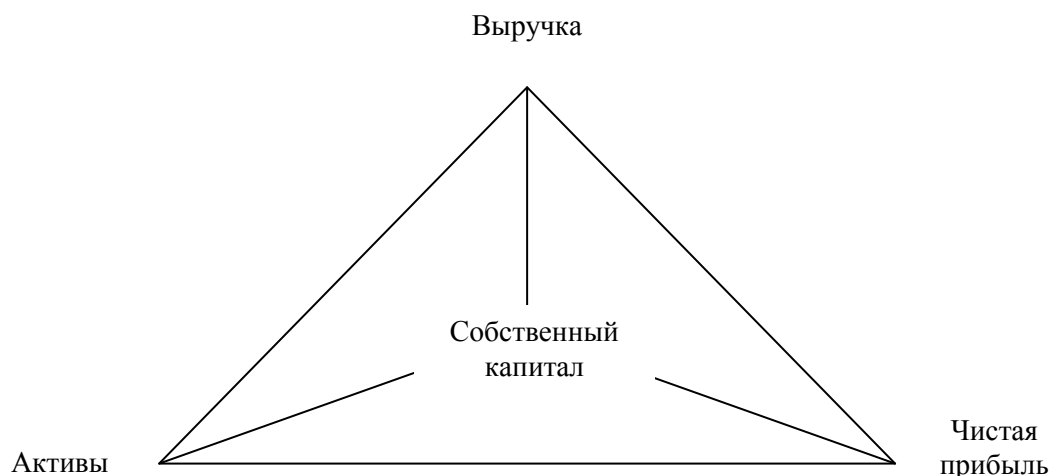 Выручка
Собственный
капитал
Активы
Чистая
прибыль